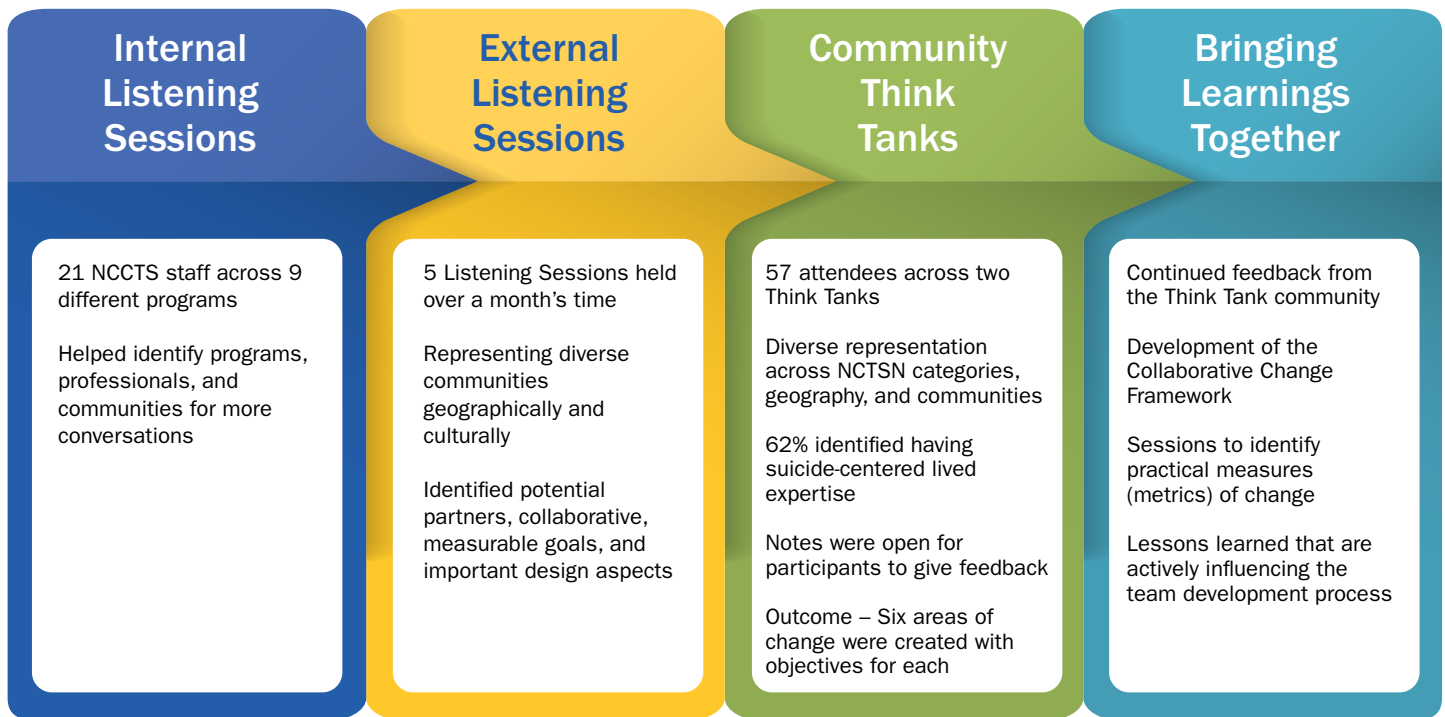 Internal
Listening
Sessions
21 NCCTS staff across 9
different programs
Helped identify programs,
professionals, and
communities for more
conversations
External
Listening
Sessions
5 Listening Sessions held
over a month's time
Representing diverse
communities
geographically and
culturally
Identified potential
partners, collaborative,
measurable goals, and
important design aspects
Community
Think
Tanks
57 attendees across two
Think Tanks
Diverse representation
across NCTSN categories,
geography, and communities
62% identified having
suicide-centered lived
expertise
Notes were open for
participants to give feedback
Outcome – Six areas of
change were created with
objectives for each
Bringing
Learnings
Together
Continued feedback from
the Think Tank community
Development of the
Collaborative Change
Framework
Sessions to identify
practical measures
(metrics) of change
Lessons learned that are
actively influencing the
team development process